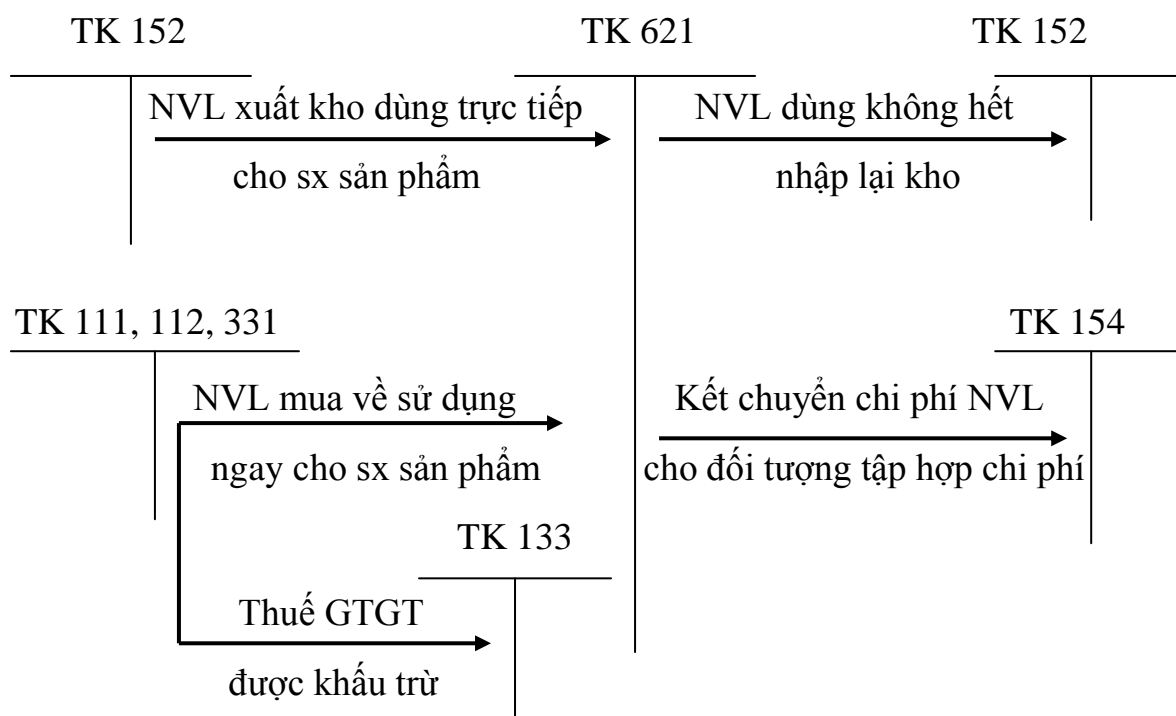 TK 152
TK 621
TK 152
NVL xuất kho dùng trực tiếp
cho sx sản phẩm
NVL dùng không hết
nhập lại kho
TK 111, 112, 331
TK 154
NVL mua về sử dụng
ngay cho sx sản phẩm
Kết chuyển chi phí NVL
cho đối tượng tập hợp chi phí
TK 133
Thuế GTGT
được khấu trừ